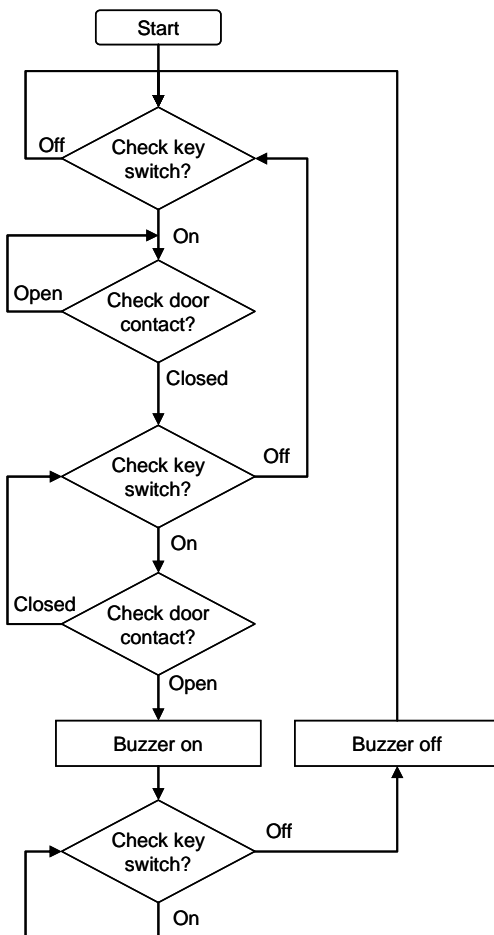 Start
Off
Check key
switch?
On
Open
Check door
contact?
Closed
Check key
switch?
Off
On
Closed
Check door
contact?
Open
Buzzer on
Buzzer off
Check key
switch?
Off
On